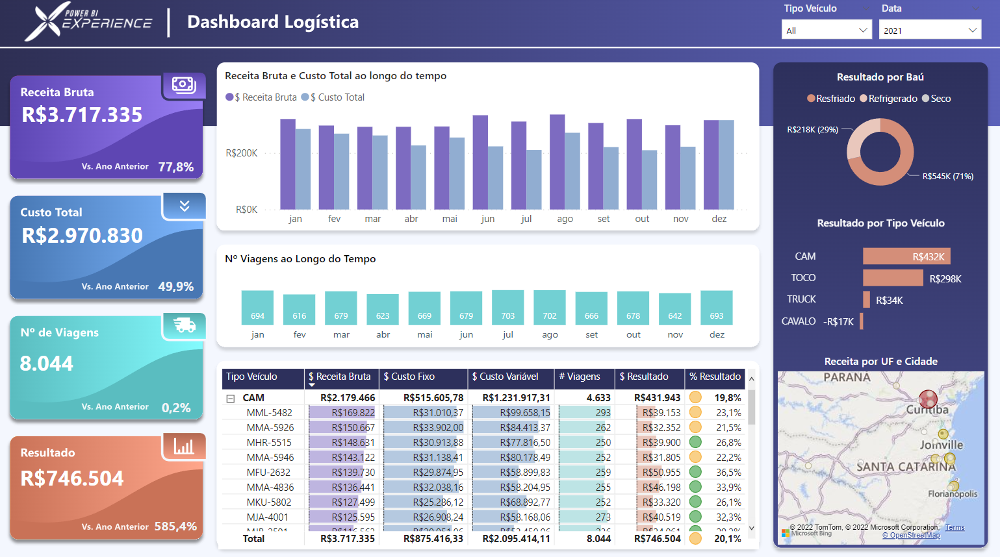 POWER BI
EXPERIENCE
Dashboard Logística
Tipo Veículo
All
Data
2021
Receita Bruta
R$3.717.335
Vs. Ano Anterior 77,8%
Custo Total
R$2.970.830
Vs. Ano Anterior 49,9%
Nº de Viagens
8.044
Vs. Ano Anterior 0,2%
Resultado
R$746.504
Vs. Ano Anterior 585,4%
Receita Bruta e Custo Total ao longo do tempo
$ Receita Bruta $ Custo Total
R$200K
R$0K
jan fev mar abr mai jun jul ago set out nov dez
Nº Viagens ao Longo do Tempo
694 616 679 623 669 679 703 702 666 678 642 693
jan fev mar abr mai jun jul ago set out nov dez
Tipo Veículo $ Receita Bruta $ Custo Fixo $ Custo Variável # Viagens $ Resultado % Resultado
CAM R$2.179.466 R$515.605,78 R$1.231.917,31 4.633 R$431.943 19,8%
MML-5482 R$169.822 R$31.010,37 R$99.658,15 293 R$39.153 23,1%
MMA-5926 R$150.667 R$33.902,00 R$84.413,37 262 R$32.352 21,5%
MHR-5515 R$148.631 R$30.913,88 R$77.816,50 250 R$39.900 26,8%
MMA-5946 R$143.122 R$31.138,41 R$80.178,49 252 R$31.805 22,2%
MFU-2632 R$139.730 R$29.874,95 R$58.899,83 259 R$50.955 36,5%
MMA-4836 R$136.441 R$32.038,16 R$58.204,95 255 R$46.198 33,9%
MKU-5802 R$127.499 R$25.286,12 R$68.892,77 252 R$33.320 26,1%
MJA-4001 R$125.595 R$26.908,24 R$58.168,06 273 R$40.519 32,3%
Total R$3.717.335 R$875.416,33 R$2.095.414,11 8.044 R$746.504 20,1%
Resultado por Baú
Resfriado Refrigerado Seco
R$218K (29%)
R$545K (71%)
Resultado por Tipo Veículo
CAM R$432K
TOCO R$298K
TRUCK R$34K
CAVALO -R$17K
Receita por UF e Cidade
PARANÁ
Curitiba
Joinville
SANTA CATARINA
Florianópolis
© 2022 TomTom, © 2022 Microsoft Corporation, Terms
Microsoft Bing
© OpenStreetMap